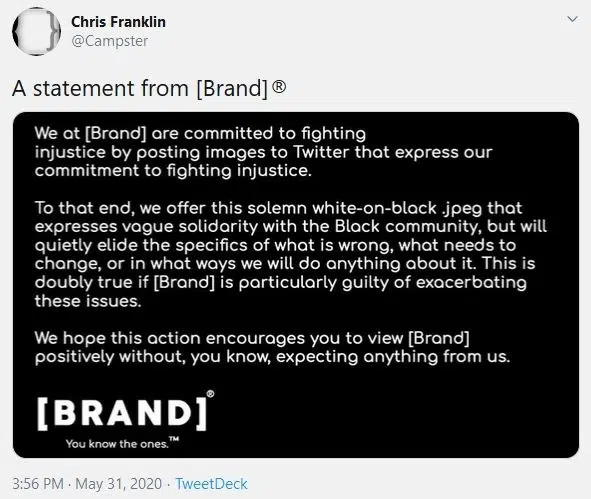 Chris Franklin
@Campster
A statement from [Brand]®
We at [Brand] are committed to fighting
injustice by posting images to Twitter that express our
commitment to fighting injustice.
To that end, we offer this solemn white-on-black .jpeg that
expresses vague solidarity with the Black community, but will
quietly elide the specifics of what is wrong, what needs to
change, or in what ways we will do anything about it. This is
doubly true if [Brand] is particularly guilty of exacerbating
these issues.
We hope this action encourages you to view [Brand]
positively without, you know, expecting anything from us.
[BRAND]®
You know the ones.™
3:56 PM · May 31, 2020 · TweetDeck